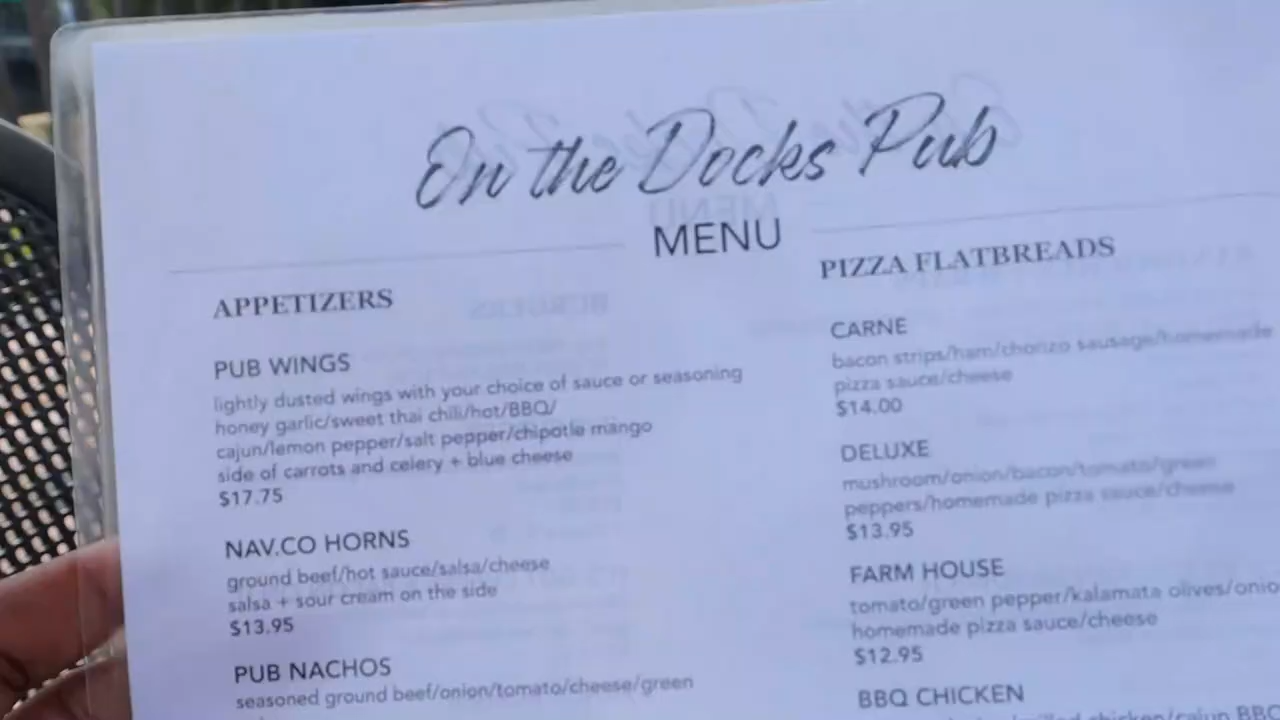 On the Docks Pub
MENU
APPETIZERS
PUB WINGS
lightly dusted wings with your choice of sauce or seasoning
honey garlic/sweet thai chili/hot/BBQ/
cajun/lemon pepper/salt pepper/chipotle mango
side of carrots and celery + blue cheese
$17.75
NAV.CO HORNS
ground beef/hot sauce/salsa/cheese
salsa + sour cream on the side
$13.95
PUB NACHOS
seasoned ground beef/onion/tomato/cheese/green
PIZZA FLATBREADS
CARNE
bacon strips/ham/chorizo sausage/homemade
pizza sauce/cheese
$14.00
DELUXE
mushroom/onion/bacon/tomato/green
peppers/homemade pizza sauce/cheese
$13.95
FARM HOUSE
tomato/green pepper/kalamata olives/onio
homemade pizza sauce/cheese
$12.95
BBQ CHICKEN
chicken/cajun BBQ